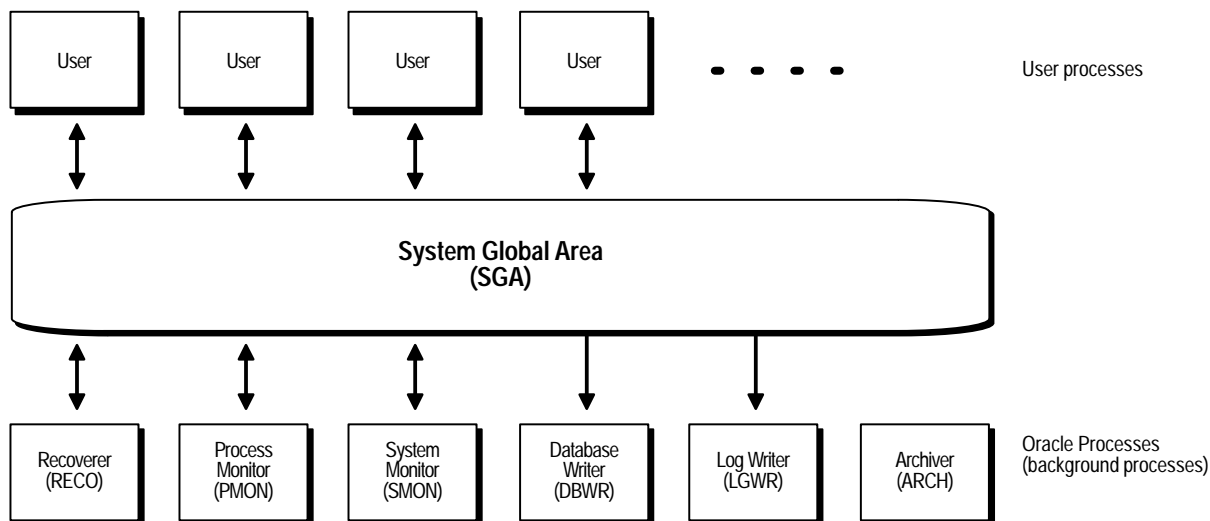 User
User
User
User
User processes
System Global Area
(SGA)
Recoverer
(RECO)
Process
Monitor
(PMON)
System
Monitor
(SMON)
Database
Writer
(DBWR)
Log Writer
(LGWR)
Archiver
(ARCH)
Oracle Processes
(background processes)